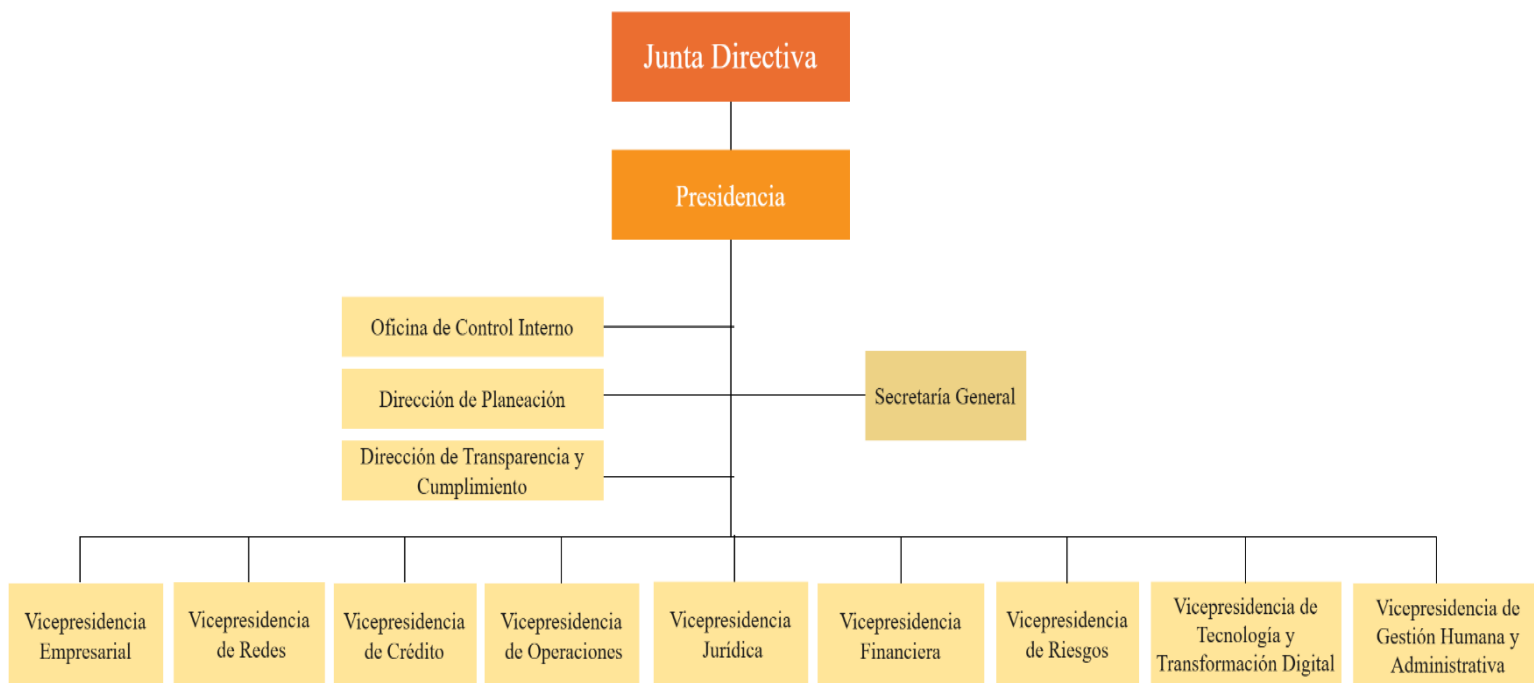 Junta Directiva
Presidencia
Oficina de Control Interno
Dirección de Planeación
Secretaría General
Dirección de Transparencia y
Cumplimiento
Vicepresidencia
Empresarial
Vicepresidencia
de Redes
Vicepresidencia
de Crédito
Vicepresidencia
de Operaciones
Vicepresidencia
Jurídica
Vicepresidencia
Financiera
Vicepresidencia
de Riesgos
Vicepresidencia de
Tecnología y
Transformación Digital
Vicepresidencia de
Gestión Humana y
Administrativa